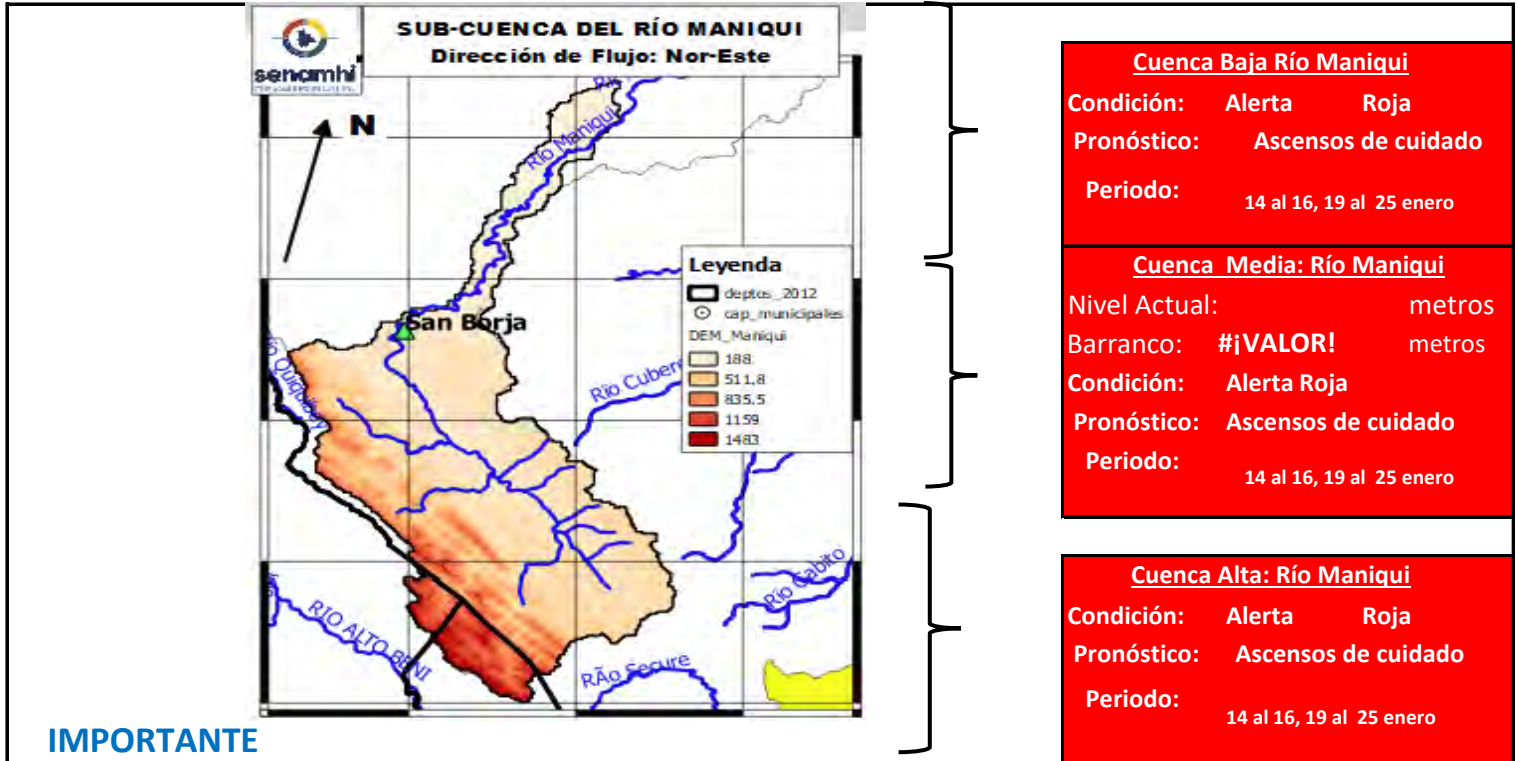 senamhi
SUB-CUENCA DEL RÍO MANIQUI
Dirección de Flujo: Nor-Este
N
Río Maniqui
San Borja
Río Cubere
Río Cabito
RIO ALTO BENI
RÃo Secure
Leyenda
deptos_2012
cap_municipales
DEM_Maniqui
188
511.8
835.5
1159
1483
Cuenca Baja Río Maniqui
Condición: Alerta Roja
Pronóstico: Ascensos de cuidado
Periodo: 14 al 16, 19 al 25 enero
Cuenca Media: Río Maniqui
Nivel Actual: metros
Barranco: #¡VALOR! metros
Condición: Alerta Roja
Pronóstico: Ascensos de cuidado
Periodo: 14 al 16, 19 al 25 enero
Cuenca Alta: Río Maniqui
Condición: Alerta Roja
Pronóstico: Ascensos de cuidado
Periodo: 14 al 16, 19 al 25 enero
IMPORTANTE